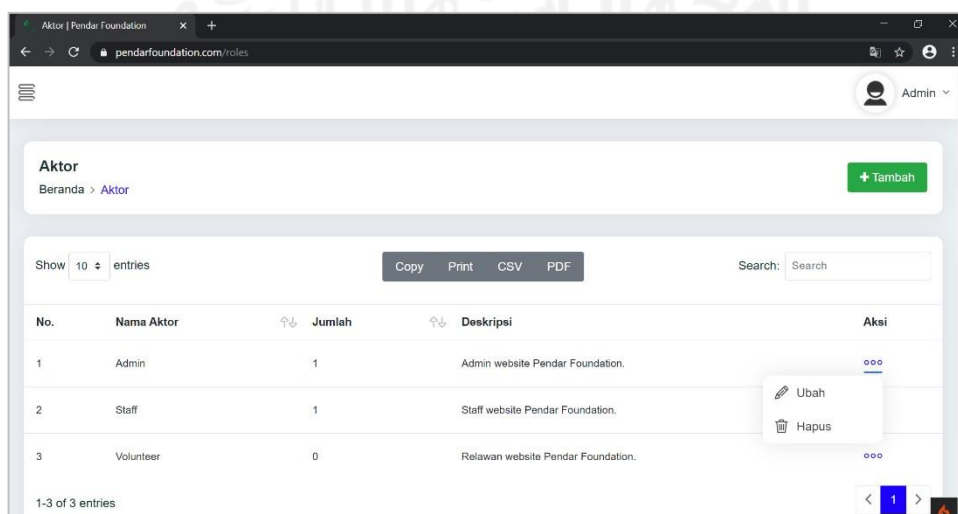 Aktor | Pendar Foundation
pendarfoundation.com/roles
Admin
Aktor
Beranda > Aktor
+ Tambah
Show 10 entries
Copy Print CSV PDF
Search: Search
No. Nama Aktor Jumlah Deskripsi Aksi
1 Admin 1 Admin website Pendar Foundation.
Ubah
2 Staff 1 Staff website Pendar Foundation.
Hapus
3 Volunteer 0 Relawan website Pendar Foundation.
1-3 of 3 entries
< 1 >